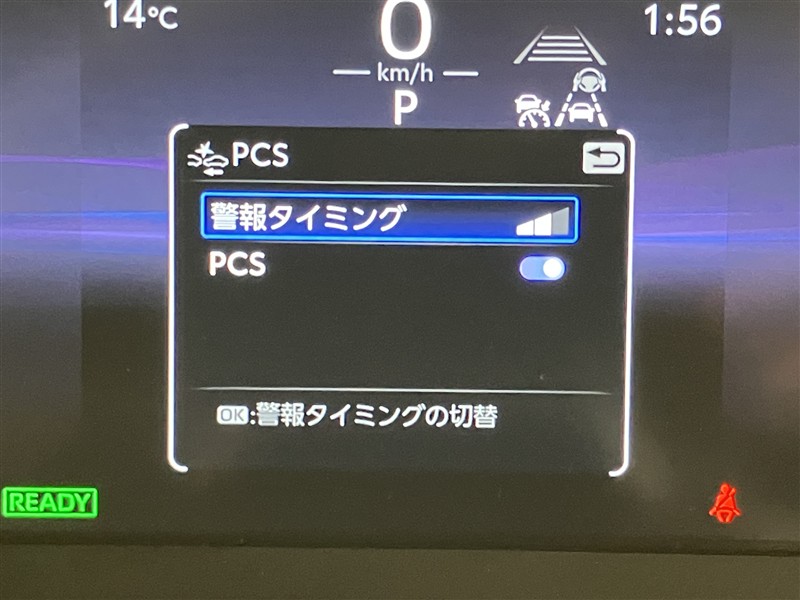 14℃
0
1:56
km/h
P
PCS
警報タイミング
PCS
OK:警報タイミングの切替
READY